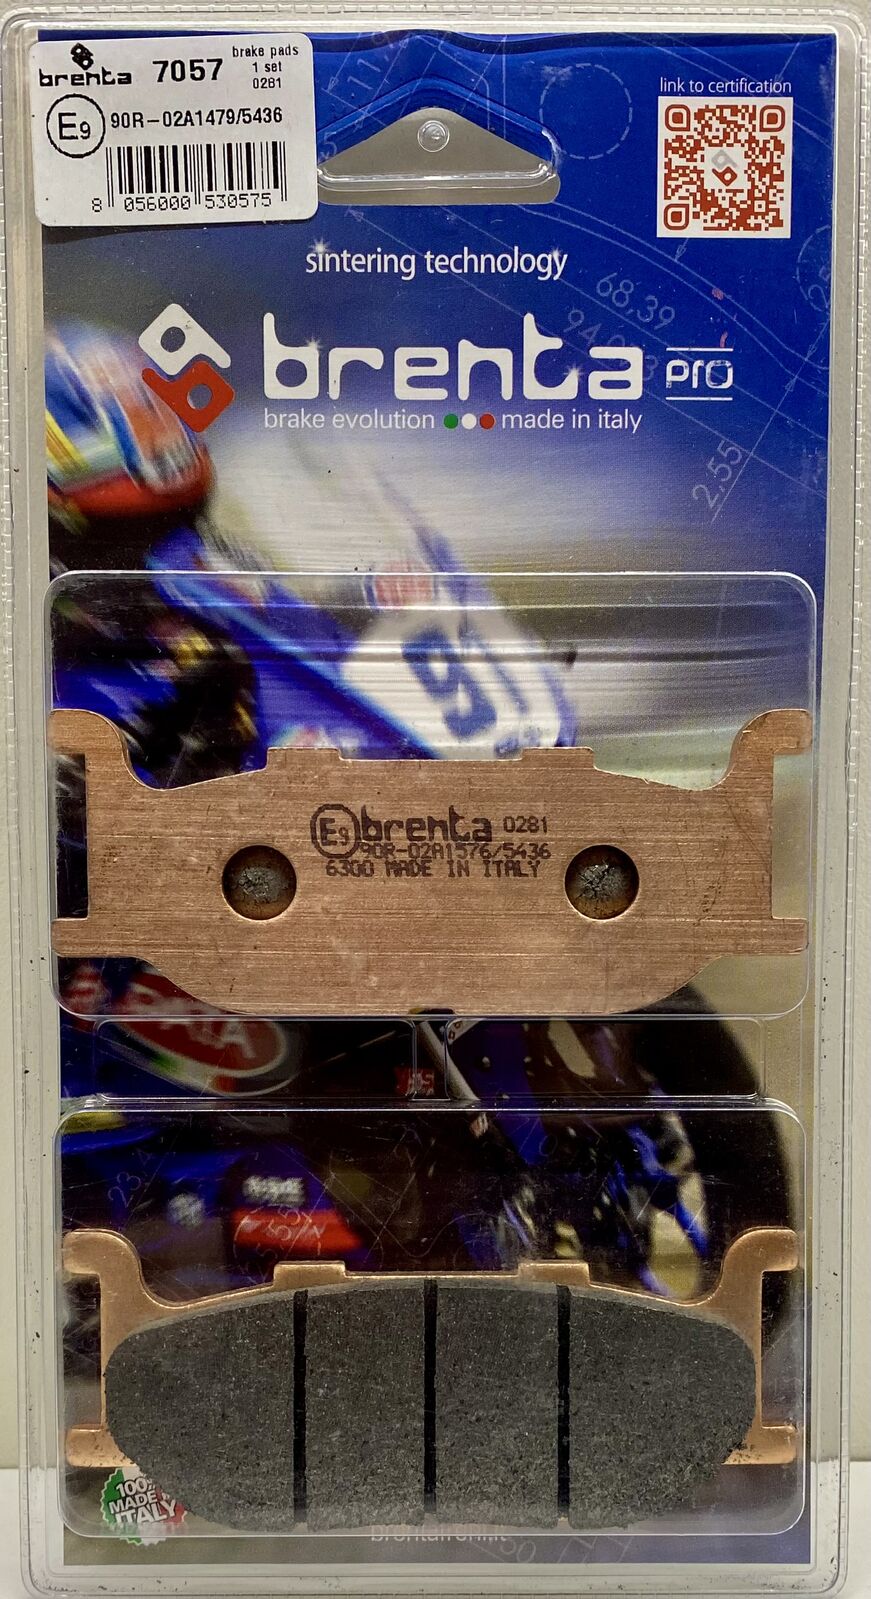 brenta 7057 brake pads
1 set
0281
E9 90R-02A1479/5436
8 056000 530575
link to certification
sintering technology
brenta pro
brake evolution made in italy
68,39
2,55
E9 brenta 0281
90R-02A1576/5436
6300 MADE IN ITALY
100%
MADE
ITALY